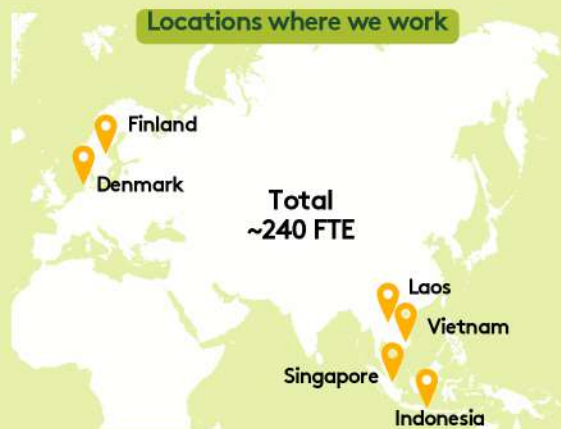 Locations where we work
Finland
Denmark
Total
~240 FTE
Laos
Vietnam
Singapore
Indonesia